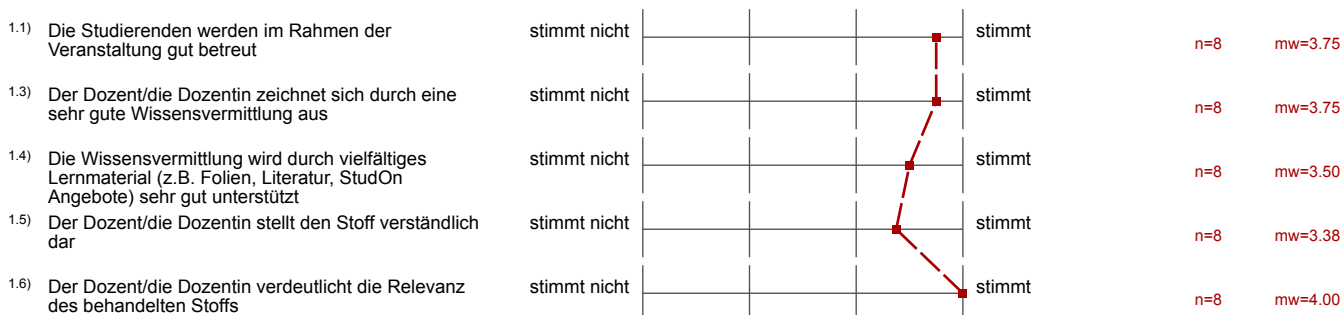 1.1) Die Studierenden werden im Rahmen der stimmt nicht stimmt
Veranstaltung gut betreut n=8 mw=3.75
1.3) Der Dozent/die Dozentin zeichnet sich durch eine stimmt nicht stimmt
sehr gute Wissensvermittlung aus n=8 mw=3.75
1.4) Die Wissensvermittlung wird durch vielfältiges stimmt nicht stimmt
Lernmaterial (z.B. Folien, Literatur, StudOn n=8 mw=3.50
Angebote) sehr gut unterstützt
1.5) Der Dozent/die Dozentin stellt den Stoff verständlich stimmt nicht stimmt
dar n=8 mw=3.38
1.6) Der Dozent/die Dozentin verdeutlicht die Relevanz stimmt nicht stimmt
des behandelten Stoffs n=8 mw=4.00